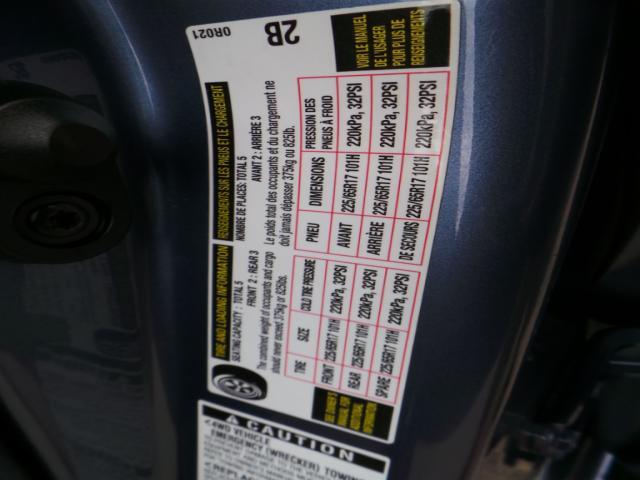 TIRE AND LOADING INFORMATION
SEATING CAPACITY : TOTAL 5
FRONT 2 : REAR 3
The combined weight of occupants and cargo
should never exceed 375kg or 825lbs.
TIRE SIZE COLD TIRE PRESSURE
FRONT 225/65R17 101H 220kPa, 32PSI
REAR 225/65R17 101H 220kPa, 32PSI
SPARE 225/65R17 101H 220kPa, 32PSI
SEE OWNER'S
MANUAL FOR
ADDITIONAL
INFORMATION
RENSEIGNEMENTS SUR LES PNEUS ET LE CHARGEMENT
NOMBRE DE PLACES: TOTAL 5
AVANT 2 : ARRIÈRE 3
Le poids total des occupants et du chargement ne
doit jamais dépasser 375kg ou 825lb.
PNEU DIMENSIONS PRESSION DES
PNEUS À FROID
AVANT 225/65R17 101H 220kPa, 32PSI
ARRIÈRE 225/65R17 101H 220kPa, 32PSI
DE SECOURS 225/65R17 101H 220kPa, 32PSI
VOIR LE MANUEL
DE L'USAGER
POUR PLUS DE
RENSEIGNEMENTS
0R021
2B
CAUTION
<4WD VEHICLE
EMERGENCY (WRECKER) TOWIN